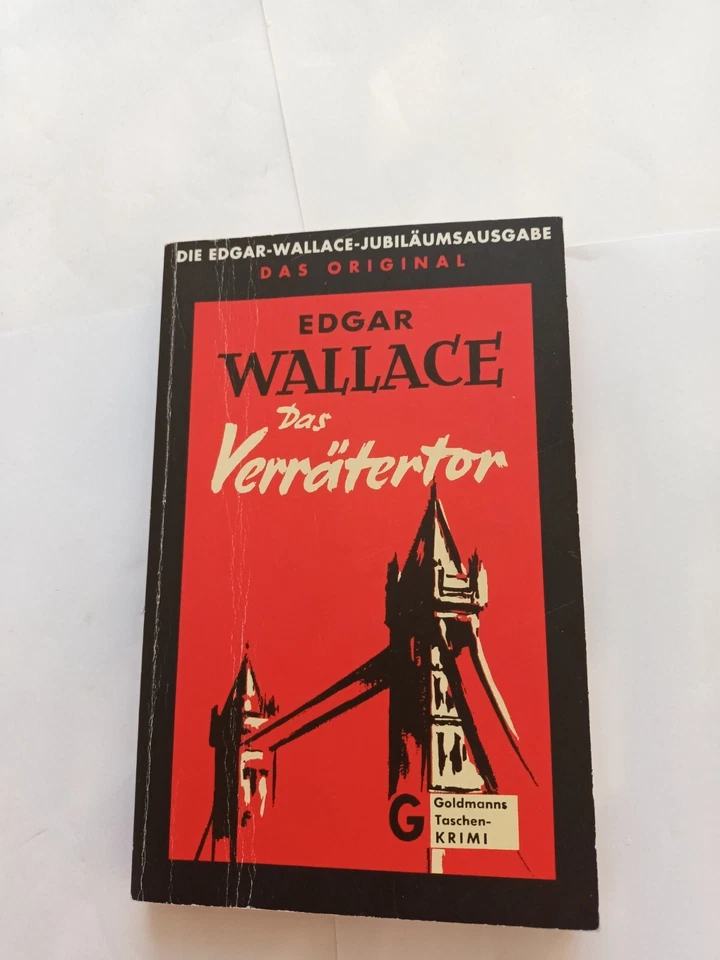 DIE EDGAR-WALLACE-JUBILÄUMSAUSGABE
DAS ORIGINAL
EDGAR
WALLACE
Das
Verrätertor
G Goldmanns
Taschen-
KRIMI